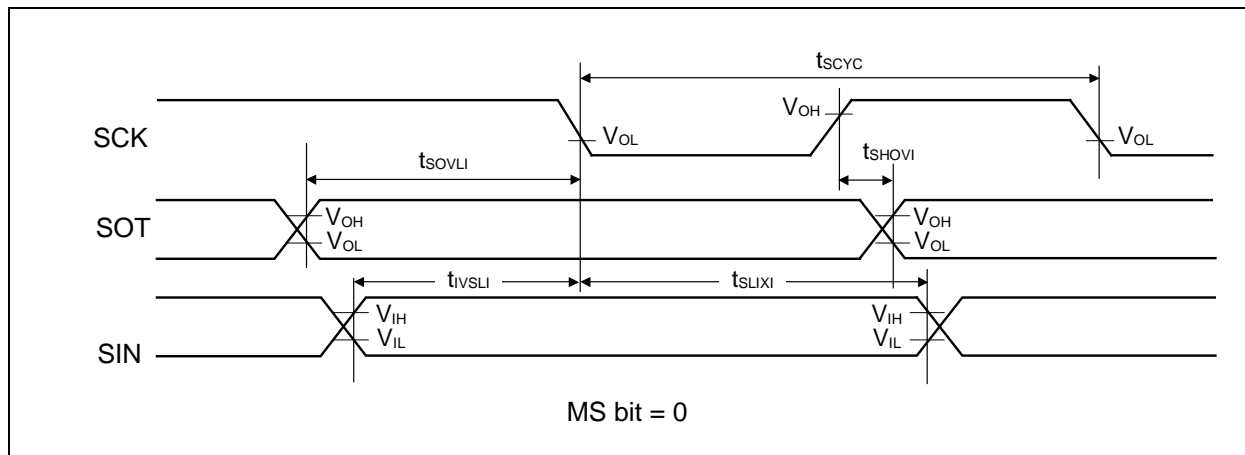 tSCYC
SCK
VOH
VOL
VOL
tSOVLI
tSHOVI
SOT
VOH
VOL
VOH
VOL
tIVSLI
tSLIXI
SIN
VIH
VIL
VIH
VIL
MS bit = 0